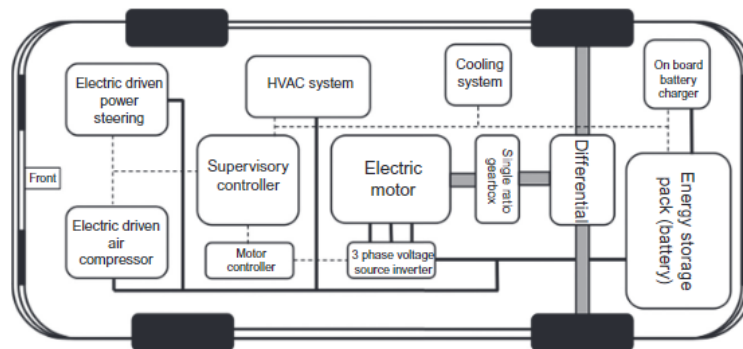 Electric driven
power
steering
HVAC system
Cooling
system
On board
battery
charger
Front
Supervisory
controller
Electric
motor
Single ratio
gearbox
Differential
Energy storage
pack (battery)
Electric driven
air
compressor
Motor
controller
3 phase voltage
source inverter